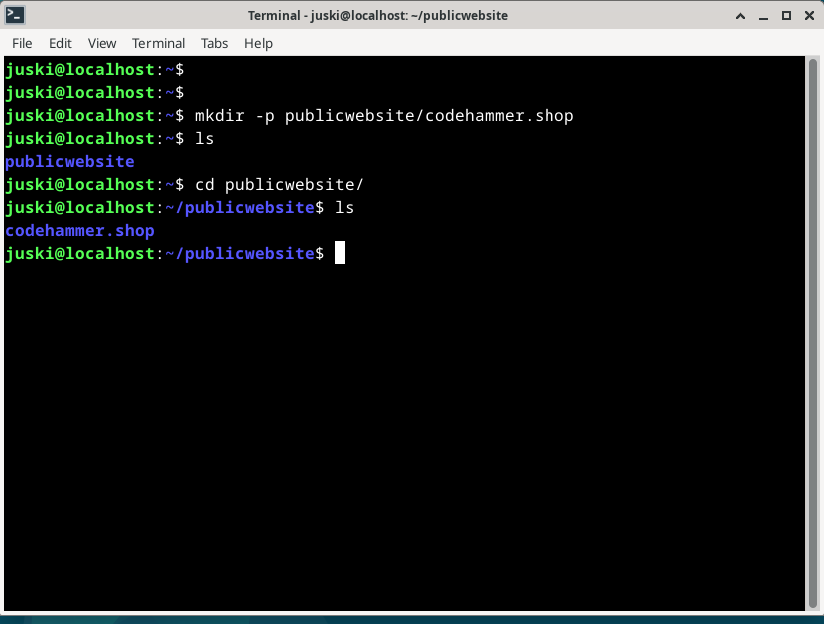 Terminal - juski@localhost: ~/publicwebsite
File Edit View Terminal Tabs Help
juski@localhost:~$
juski@localhost:~$
juski@localhost:~$ mkdir -p publicwebsite/codehammer.shop
juski@localhost:~$ ls
publicwebsite
juski@localhost:~$ cd publicwebsite/
juski@localhost:~/publicwebsite$ ls
codehammer.shop
juski@localhost:~/publicwebsite$